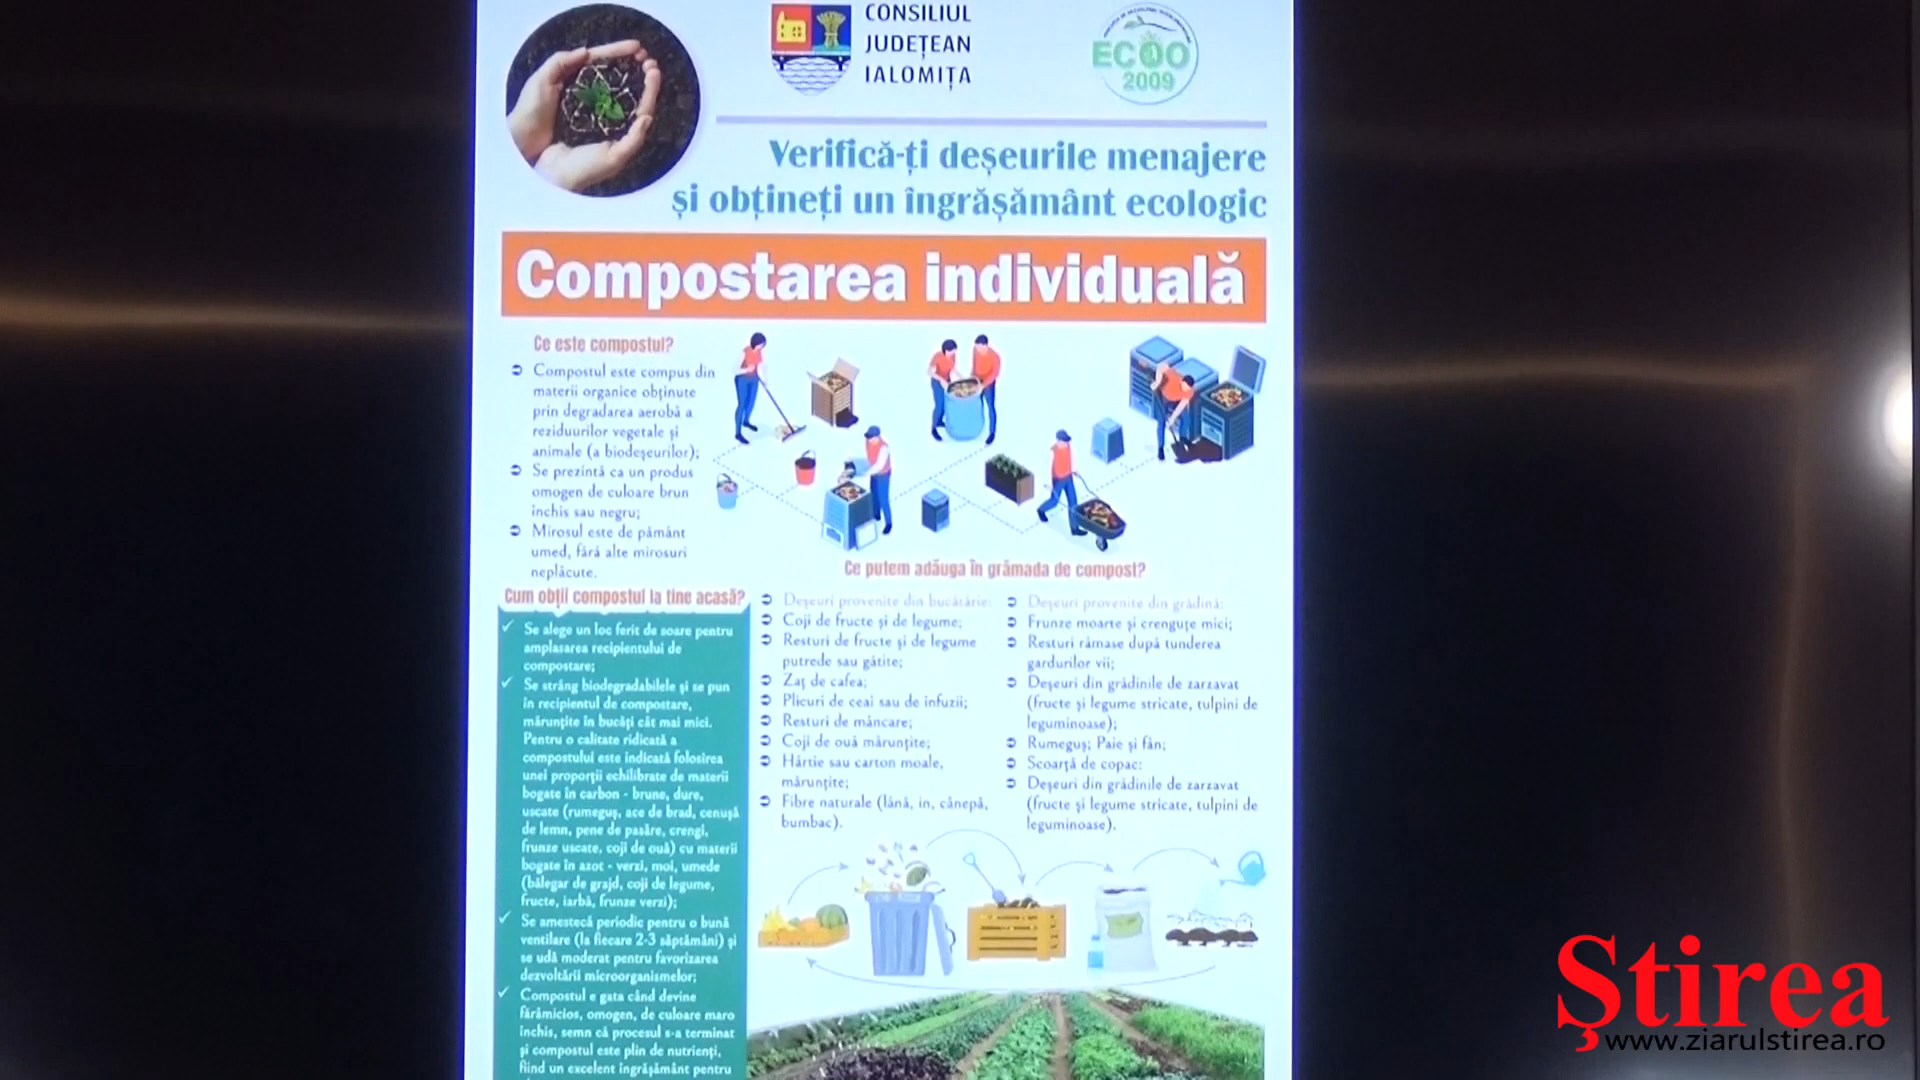 CONSILIUL
JUDEȚEAN
IALOMIȚA
ECOO
2009
Verifică-ți deșeurile menajere
și obțineți un îngrășământ ecologic
Compostarea individuală
Ce este compostul?
Compostul este compus din
materii organice obținute
prin degradarea aerobă a
reziduurilor vegetale și
animale (a biodeșeurilor);
Se prezintă ca un produs
omogen de culoare brun
închis sau negru;
Mirosul este de pământ
umed, fără alte mirosuri
neplăcute.
Cum obții compostul la tine acasă?
Se alege un loc ferit de soare pentru
amplasarea recipientului de
compostare;
Se strâng biodegradabilele și se pun
în recipientul de compostare,
mărunțite în bucăți cât mai mici.
Pentru o calitate ridicată a
compostului este indicată folosirea
unei proporții echilibrate de materii
bogate în carbon - brune, dure,
uscate (rumeguș, ace de brad, cenușă
de lemn, pene de pasăre, crengi,
frunze uscate, coji de ouă) cu materii
bogate în azot - verzi, moi, umede
(bălegar de grajd, coji de legume,
fructe, iarbă, frunze verzi);
Se amestecă periodic pentru o bună
ventilare (la fiecare 2-3 săptămâni) și
se udă moderat pentru favorizarea
dezvoltării microorganismelor;
Compostul e gata când devine
fărâmicios, omogen, de culoare maro
închis, semn că procesul s-a terminat
și compostul este plin de nutrienți,
fiind un excelent îngrășământ pentru
Ce putem adăuga în grămada de compost?
Deșeuri provenite din bucătărie:
Coji de fructe și de legume;
Resturi de fructe și de legume
putrede sau gătite;
Zaț de cafea;
Plicuri de ceai sau de infuzii;
Resturi de mâncare;
Coji de ouă mărunțite;
Hârtie sau carton moale,
mărunțite;
Fibre naturale (lână, in, cânepă,
bumbac).
Deșeuri provenite din grădină:
Frunze moarte și crenguțe mici;
Resturi rămase după tunderea
gardurilor vii;
Deșeuri din grădinile de zarzavat
(fructe și legume stricate, tulpini de
leguminoase);
Rumeguș; Paie și fân;
Scoarță de copac;
Deșeuri din grădinile de zarzavat
(fructe și legume stricate, tulpini de
leguminoase).
Știrea
www.ziarulstirea.ro